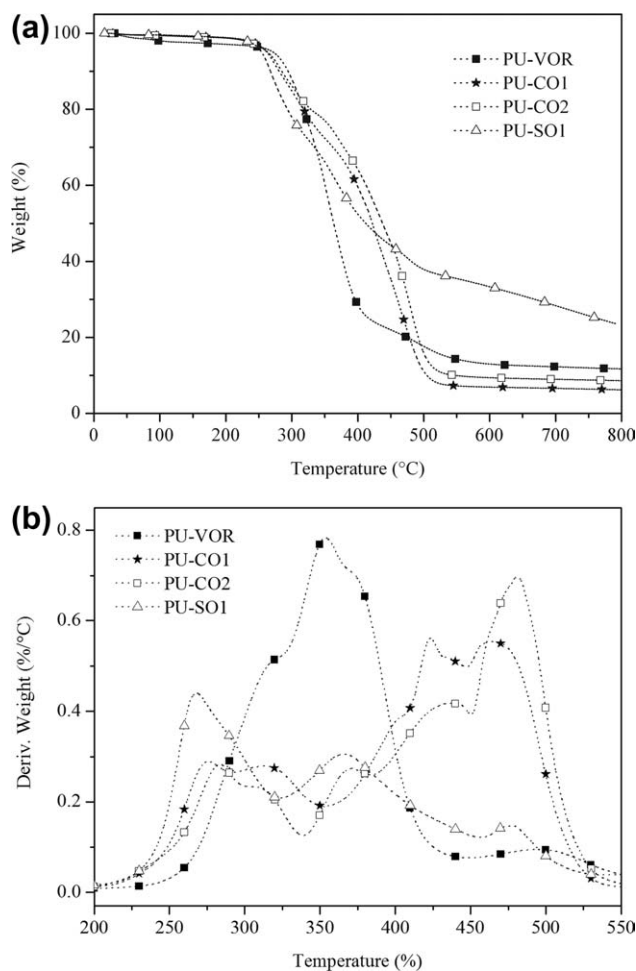 (a)
100
80
60
40
20
0
Weight (%)
PU-VOR
PU-CO1
PU-CO2
PU-SO1
0 100 200 300 400 500 600 700 800
Temperature (°C)
(b)
0.8
0.6
0.4
0.2
0.0
Deriv. Weight (%/°C)
PU-VOR
PU-CO1
PU-CO2
PU-SO1
200 250 300 350 400 450 500 550
Temperature (%)